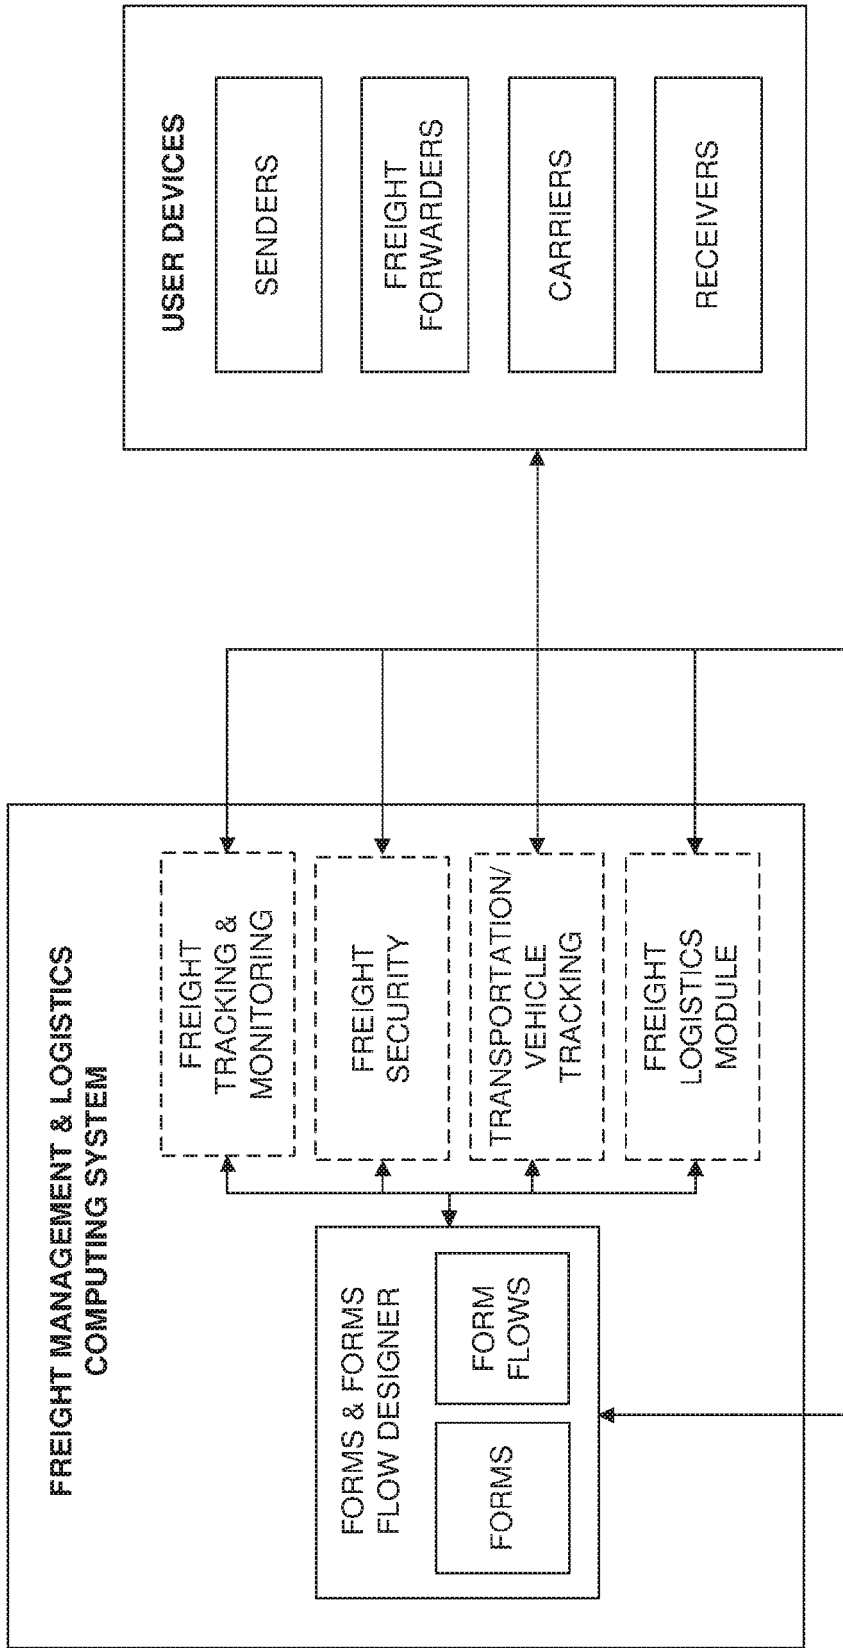 FREIGHT MANAGEMENT & LOGISTICS
COMPUTING SYSTEM
FORMS & FORMS
FLOW DESIGNER
FORMS
FORM
FLOWS
FREIGHT
TRACKING &
MONITORING
FREIGHT
SECURITY
TRANSPORTATION/
VEHICLE
TRACKING
FREIGHT
LOGISTICS
MODULE
USER DEVICES
SENDERS
FREIGHT
FORWARDERS
CARRIERS
RECEIVERS